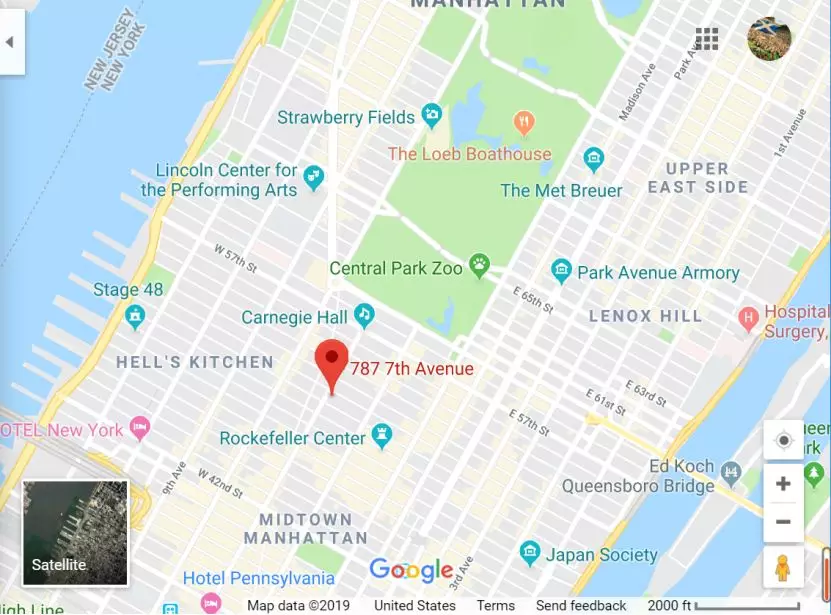 MANHATTAN
NEW JERSEY
NEW YORK
Park Av
Madison Ave
1st Avenue
Strawberry Fields
The Loeb Boathouse
Lincoln Center for
the Performing Arts
The Met Breuer
UPPER
EAST SIDE
W 57th St
Central Park Zoo
Park Avenue Armory
E 65th St
Stage 48
Carnegie Hall
LENOX HILL
Hospital
Surgery,
HELL'S KITCHEN
787 7th Avenue
E 63rd St
E 61st St
E 57th St
OTEL New York
Rockefeller Center
9th Ave
W 42nd St
Ed Koch
Queensboro Bridge
MIDTOWN
MANHATTAN
Satellite
Japan Society
Google
3rd Ave
Hotel Pennsylvania
High Line
Map data ©2019
United States
Terms
Send feedback
2000 ft